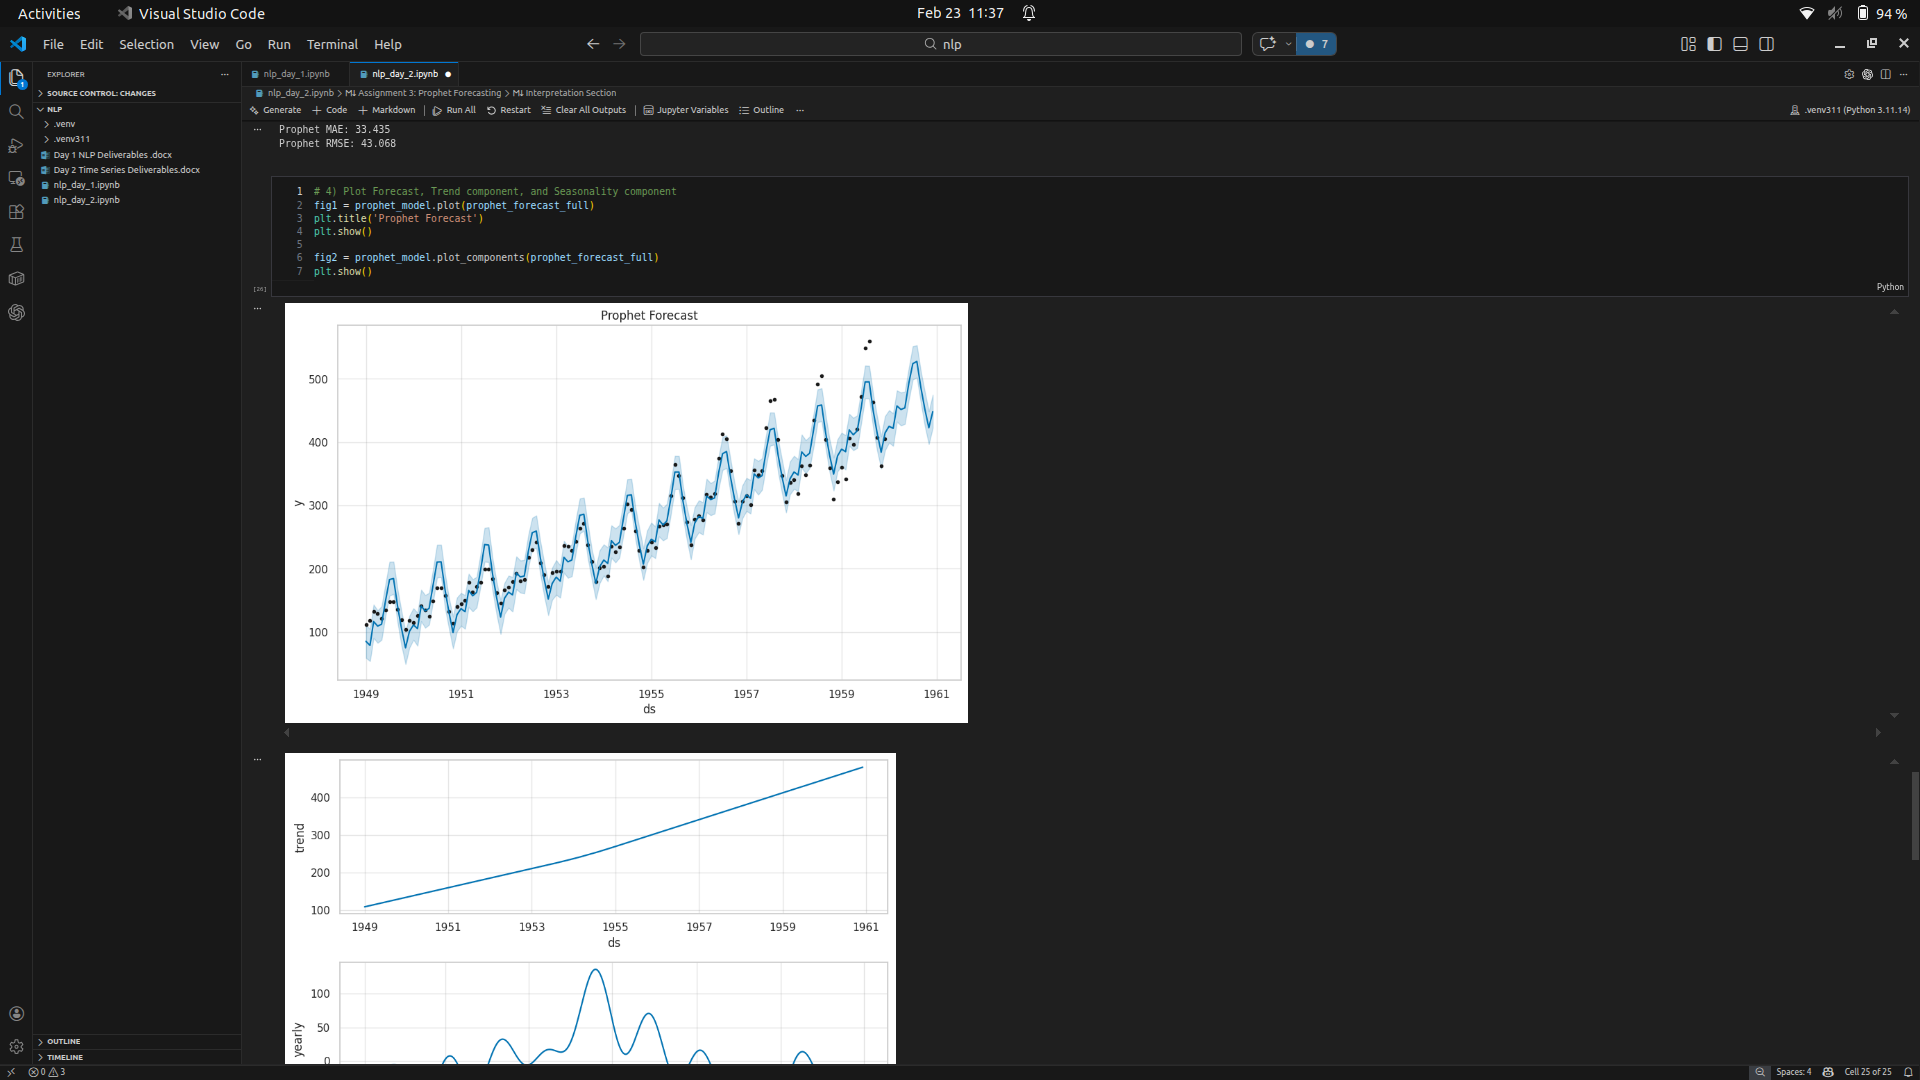 Activities
Visual Studio Code
Feb 23 11:37
94 %
File Edit Selection View Go Run Terminal Help
nlp
7
EXPLORER
SOURCE CONTROL: CHANGES
NLP
.venv
.venv311
Day 1 NLP Deliverables .docx
Day 2 Time Series Deliverables.docx
nlp_day_1.ipynb
nlp_day_2.ipynb
OUTLINE
TIMELINE
nlp_day_1.ipynb
nlp_day_2.ipynb
nlp_day_2.ipynb > M↓ Assignment 3: Prophet Forecasting > M↓ Interpretation Section
Generate + Code + Markdown | Run All Restart Clear All Outputs | Jupyter Variables Outline ...
.venv311 (Python 3.11.14)
Prophet MAE: 33.435
Prophet RMSE: 43.068
1 # 4) Plot Forecast, Trend component, and Seasonality component
2 fig1 = prophet_model.plot(prophet_forecast_full)
3 plt.title('Prophet Forecast')
4 plt.show()
5
6 fig2 = prophet_model.plot_components(prophet_forecast_full)
7 plt.show()
[26]
Python
Prophet Forecast
500
400
300
200
100
y
1949 1951 1953 1955 1957 1959 1961
ds
400
300
200
100
trend
1949 1951 1953 1955 1957 1959 1961
ds
100
50
0
yearly
0 3
Spaces: 4
Cell 25 of 25